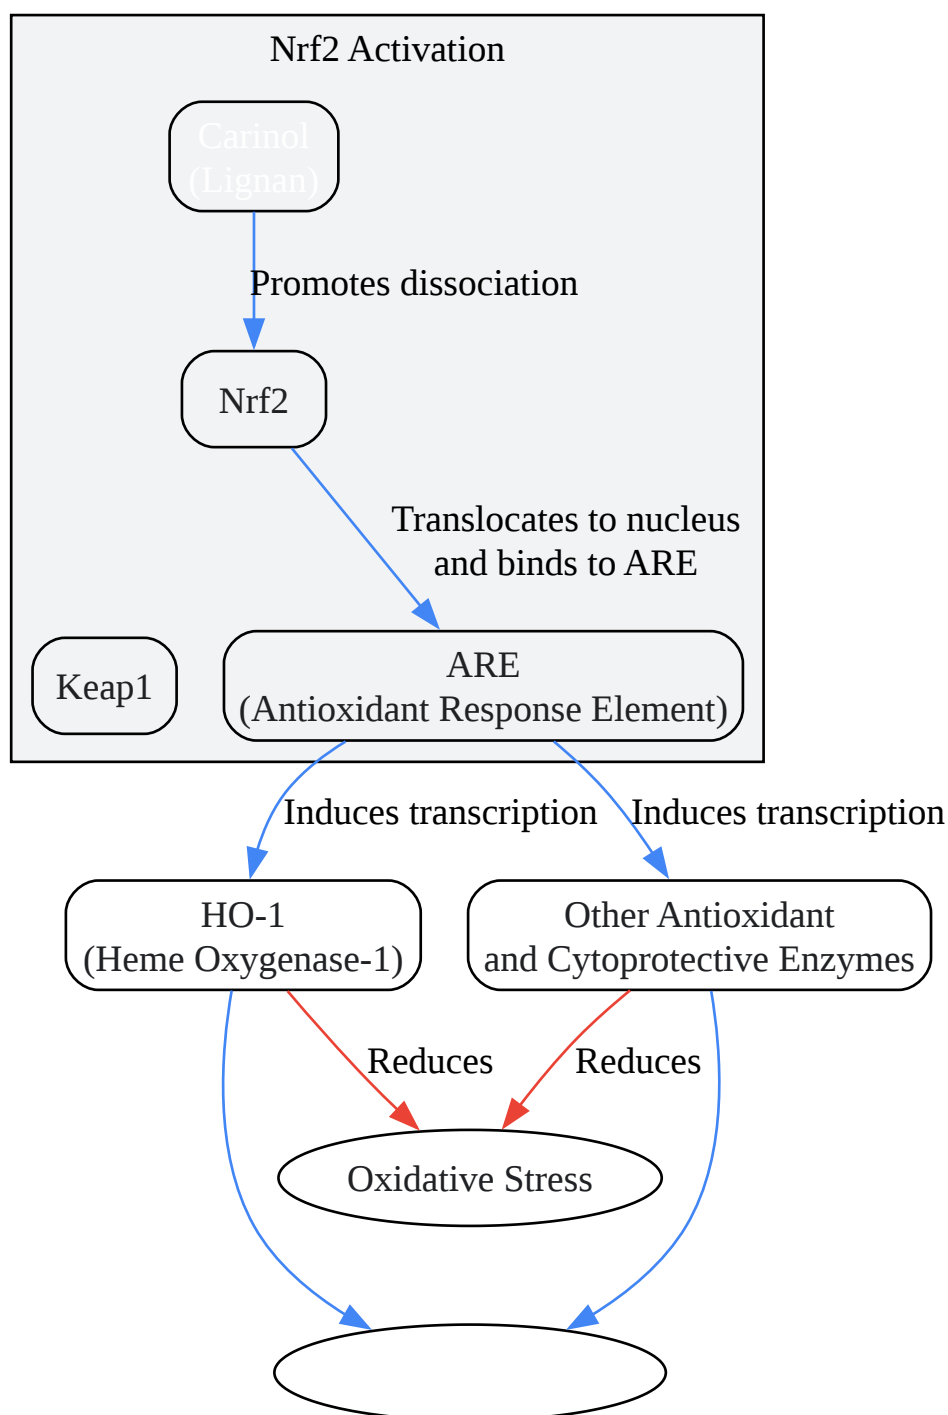 Nrf2 Activation
Carinol
(Lignan)
Promotes dissociation
Nrf2
Translocates to nucleus
and binds to ARE
Keap1
ARE
(Antioxidant Response Element)
Induces transcription
Induces transcription
HO-1
(Heme Oxygenase-1)
Other Antioxidant
and Cytoprotective Enzymes
Reduces
Reduces
Oxidative Stress